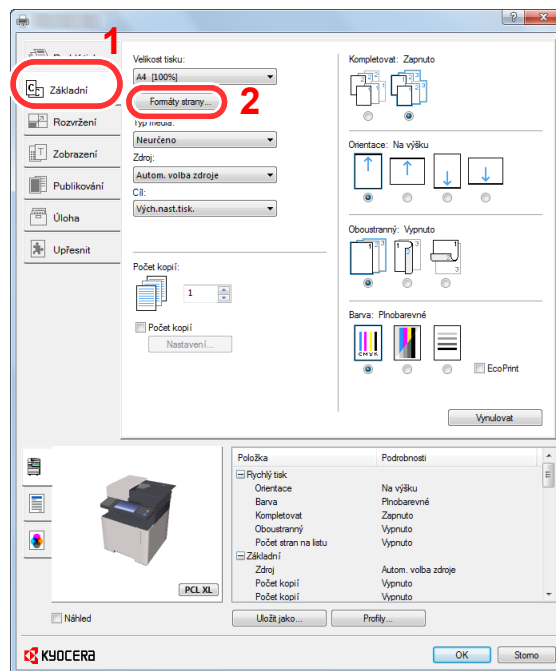 1
Základní
Rozvržení
Zobrazení
Publikování
Úloha
Upřesnit
Velikost tisku:
A4 [100%]
Formáty strany...
2
Typ média:
Neurčeno
Zdroj:
Autom. volba zdroje
Cíl:
Vých.nast.tisk.
Počet kopií:
1
Počet kopií
Nastavení...
Kompletovat: Zapnuto
Orientace: Na výšku
Oboustranný: Vypnuto
Barva: Plnobarevné
CMYK
EcoPrint
Vynulovat
PCL XL
Náhled
Položka Podrobnosti
Rychlý tisk
Orientace Na výšku
Barva Plnobarevné
Kompletovat Zapnuto
Oboustranný Vypnuto
Počet stran na listu Vypnuto
Základní
Zdroj Autom. volba zdroje
Počet kopií Vypnuto
Počet kopií Vypnuto
Uložit jako... Profily...
KYOCERA
OK Storno